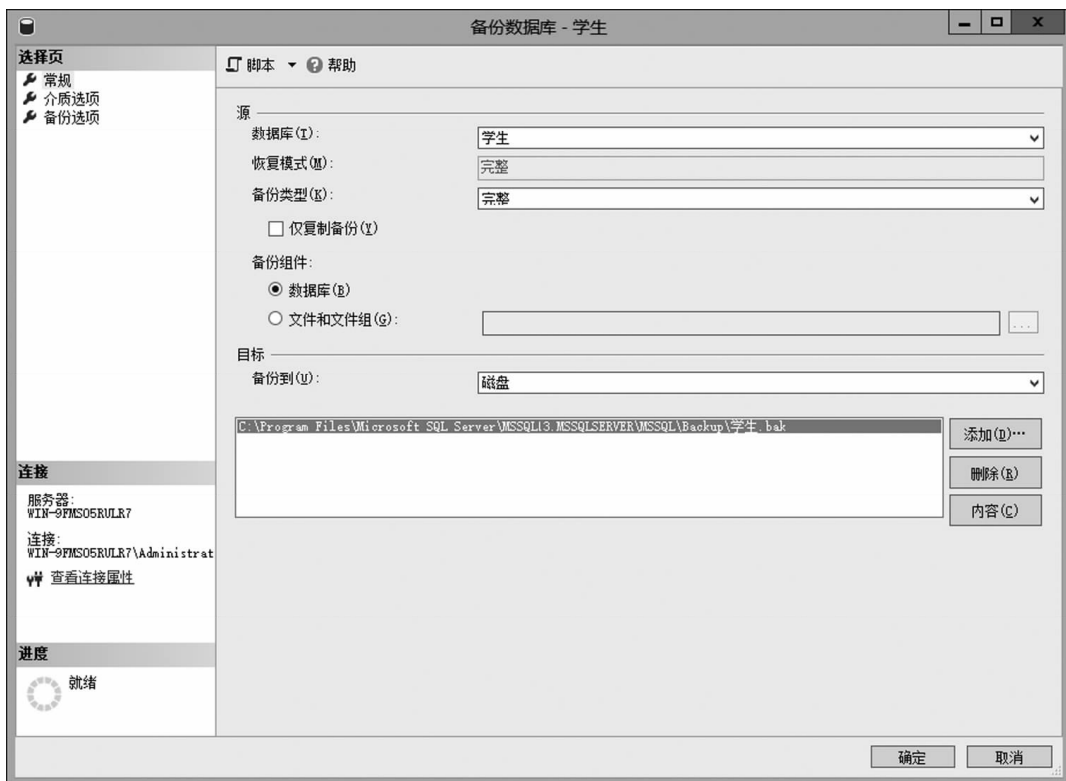 备份数据库 - 学生
选择页
常规
介质选项
备份选项
脚本 帮助
源
数据库(T): 学生
恢复模式(M): 完整
备份类型(K): 完整
仅复制备份(Y)
备份组件:
数据库(B)
文件和文件组(G): ...
目标
备份到(U): 磁盘
C:\Program Files\Microsoft SQL Server\MSSQL13.MSSQLSERVER\MSSQL\Backup\学生.bak
添加(D)…
删除(R)
内容(C)
连接
服务器:
WIN-9FMSO5RULR7
连接:
WIN-9FMSO5RULR7\Administrat
查看连接属性
进度
就绪
确定 取消